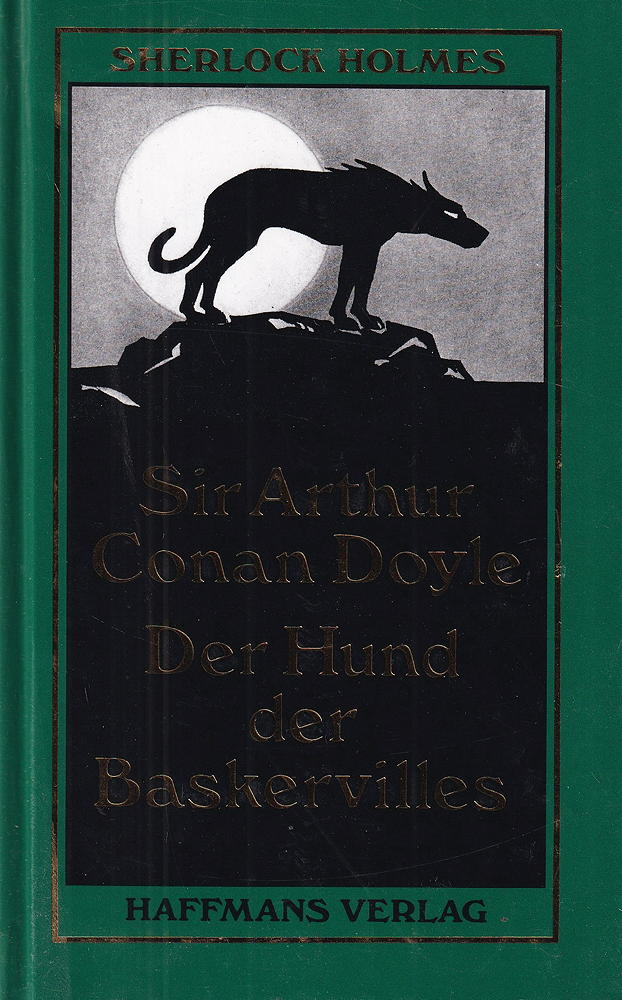 SHERLOCK HOLMES
Sir Arthur
Conan Doyle
Der Hund
der
Baskervilles
HAFFMANS VERLAG